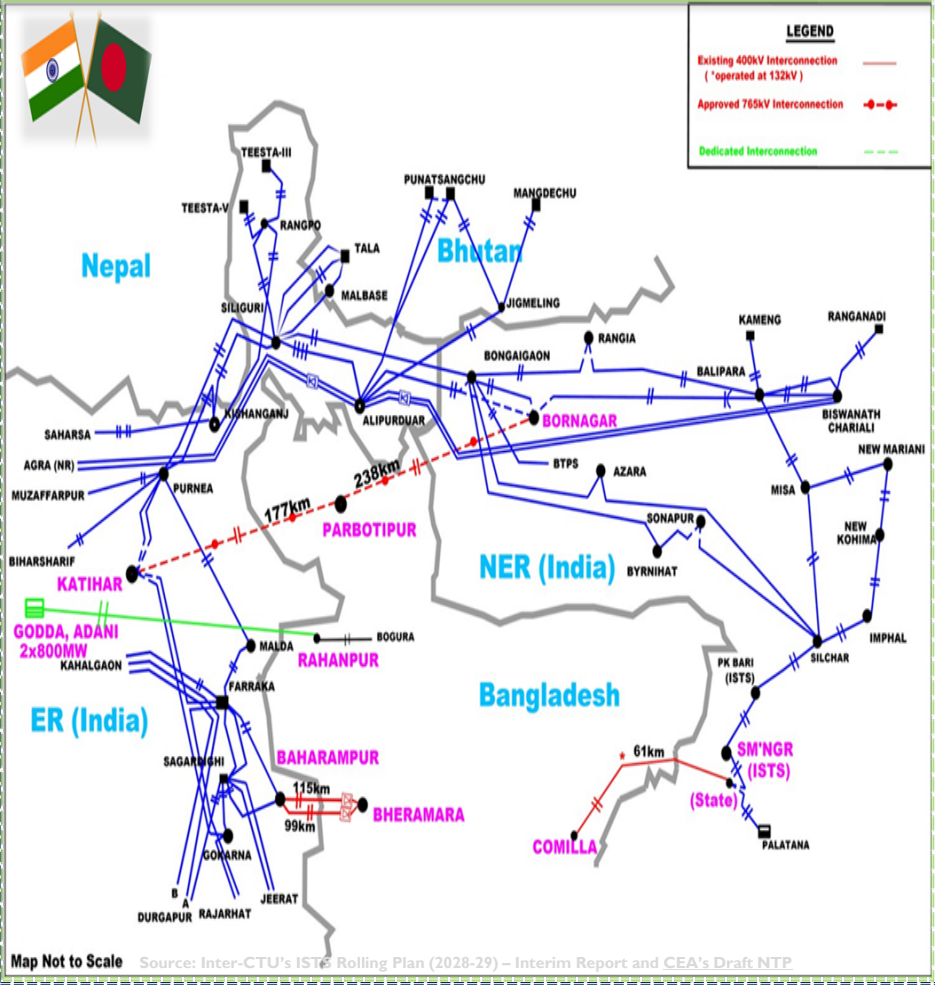 LEGEND
Existing 400kV Interconnection
( *operated at 132kV )
Approved 765kV Interconnection
Dedicated Interconnection
TEESTA-III
PUNATSANGCHU
MANGDECHU
TEESTA-V
RANGPO
TALA
Bhutan
Nepal
MALBASE
SILIGURI
JIGMELING
KAMENG
RANGANADI
RANGIA
BONGAIGAON
BALIPARA
KISHANGANJ
ALIPURDUAR
BORNAGAR
BISWANATH
CHARIALI
SAHARSA
AGRA (NR)
NEW MARIANI
BTPS
AZARA
238km
MUZAFFARPUR
PURNEA
MISA
177km
PARBOTIPUR
SONAPUR
NEW
KOHIMA
BIHARSHARIF
KATIHAR
NER (India)
BYRNIHAT
GODDA, ADANI
2x800MW
BOGURA
RAHANPUR
IMPHAL
MALDA
SILCHAR
KAHALGAON
PK BARI
(ISTS)
FARRAKA
Bangladesh
ER (India)
SAGARDIGHI
BAHARAMPUR
61km
*
SM'NGR
(ISTS)
115km
(State)
BHERAMARA
99km
COMILLA
PALATANA
GOKARNA
B
A
DURGAPUR
RAJARHAT
JEERAT
Map Not to Scale
Source: Inter-CTU's ISTS Rolling Plan (2028-29) – Interim Report and CEA's Draft NTP